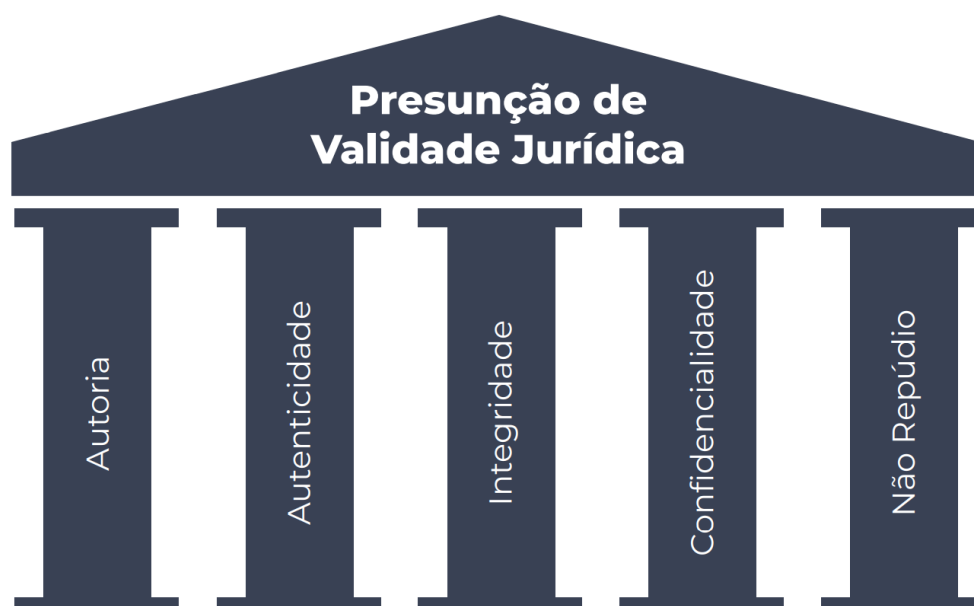 Presunção de
Validade Jurídica
Autoria
Autenticidade
Integridade
Confidencialidade
Não Repúdio